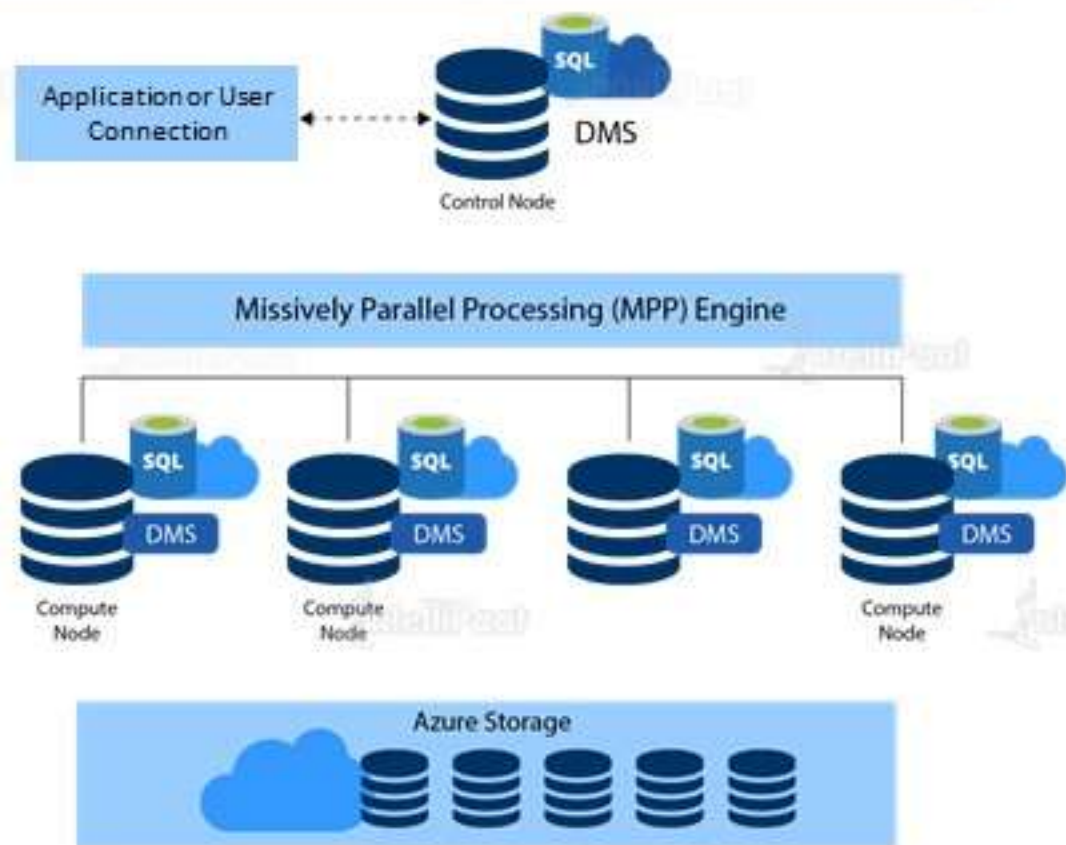 SQL
Application or User
Connection
DMS
Control Node
Missively Parallel Processing (MPP) Engine
SQL
SQL
SQL
SQL
DMS
DMS
DMS
DMS
Compute
Node
Compute
Node
Compute
Node
Azure Storage